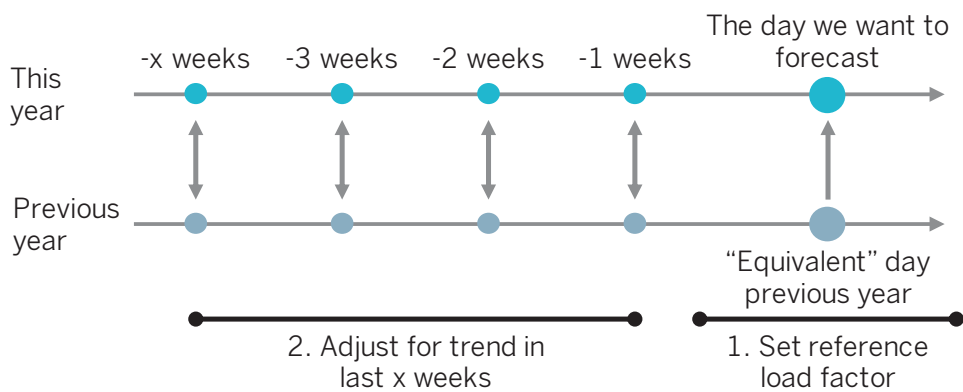 The day we want to
forecast
-x weeks
-3 weeks
-2 weeks
-1 weeks
This
year
Previous
year
“Equivalent” day
previous year
2. Adjust for trend in
last x weeks
1. Set reference
load factor